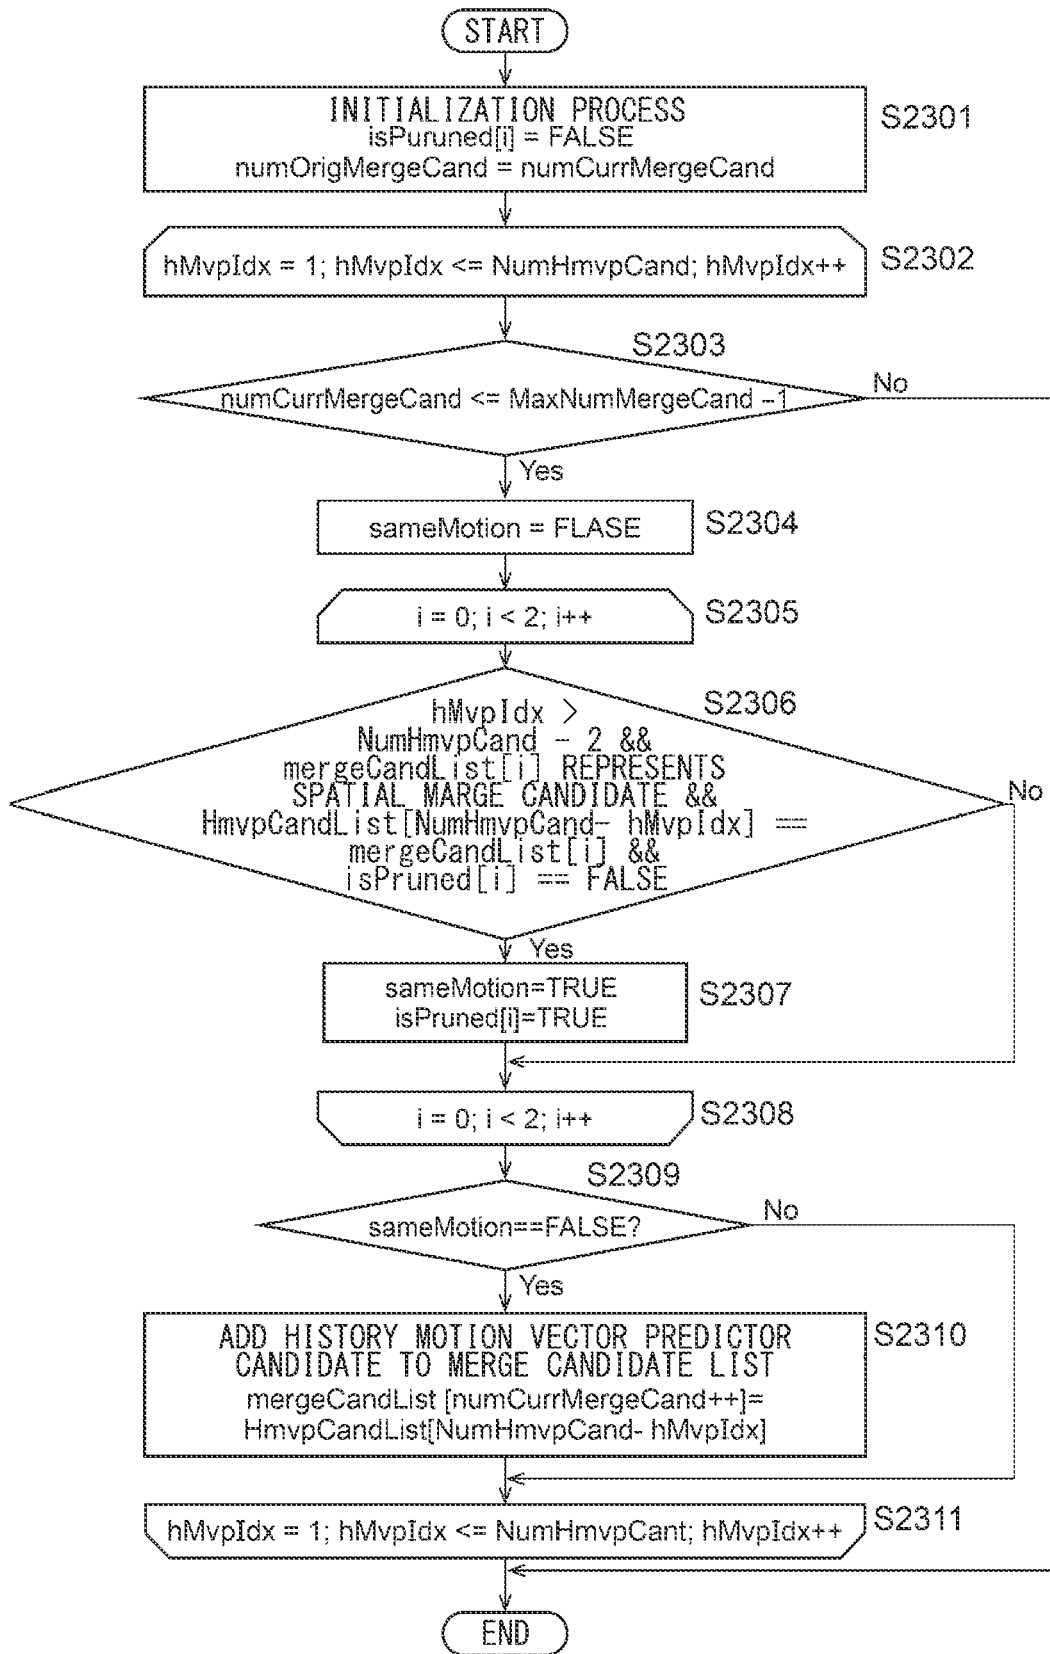 START
INITIALIZATION PROCESS
isPuruned[i] = FALSE
numOrigMergeCand = numCurrMergeCand
S2301
hMvpIdx = 1; hMvpIdx <= NumHmvpCand; hMvpIdx++
S2302
S2303
numCurrMergeCand <= MaxNumMergeCand -1
No
Yes
sameMotion = FLASE
S2304
i = 0; i < 2; i++
S2305
S2306
hMvpIdx >
NumHmvpCand - 2 &&
mergeCandList[i] REPRESENTS
SPATIAL MARGE CANDIDATE &&
HmvpCandList[NumHmvpCand- hMvpIdx] ==
mergeCandList[i] &&
isPruned[i] == FALSE
No
Yes
sameMotion=TRUE
isPruned[i]=TRUE
S2307
i = 0; i < 2; i++
S2308
S2309
sameMotion==FALSE?
No
Yes
ADD HISTORY MOTION VECTOR PREDICTOR
CANDIDATE TO MERGE CANDIDATE LIST
mergeCandList [numCurrMergeCand++]=
HmvpCandList[NumHmvpCand- hMvpIdx]
S2310
hMvpIdx = 1; hMvpIdx <= NumHmvpCant; hMvpIdx++
S2311
END